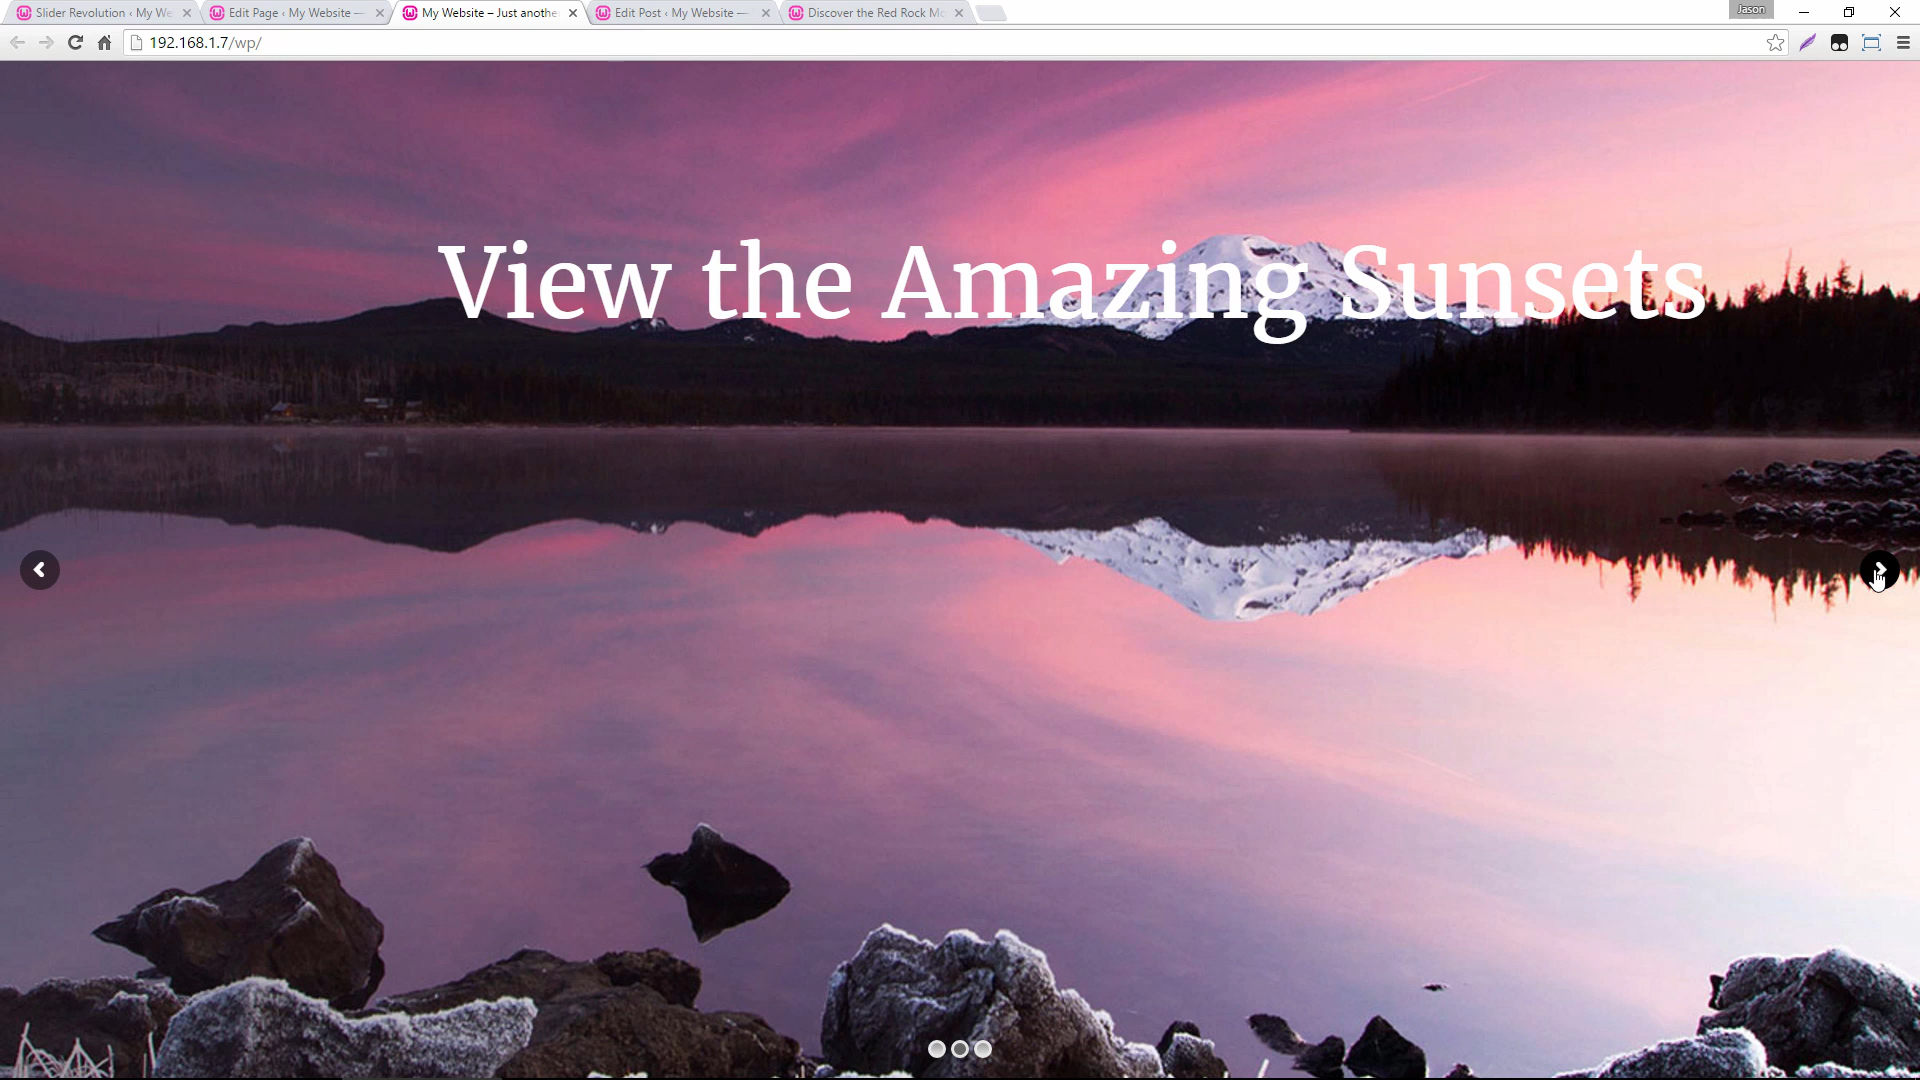 Slider Revolution ‹ My We
Edit Page ‹ My Website —
My Website – Just anothe
Edit Post ‹ My Website —
Discover the Red Rock Mo
Jason
192.168.1.7/wp/
View the Amazing Sunsets